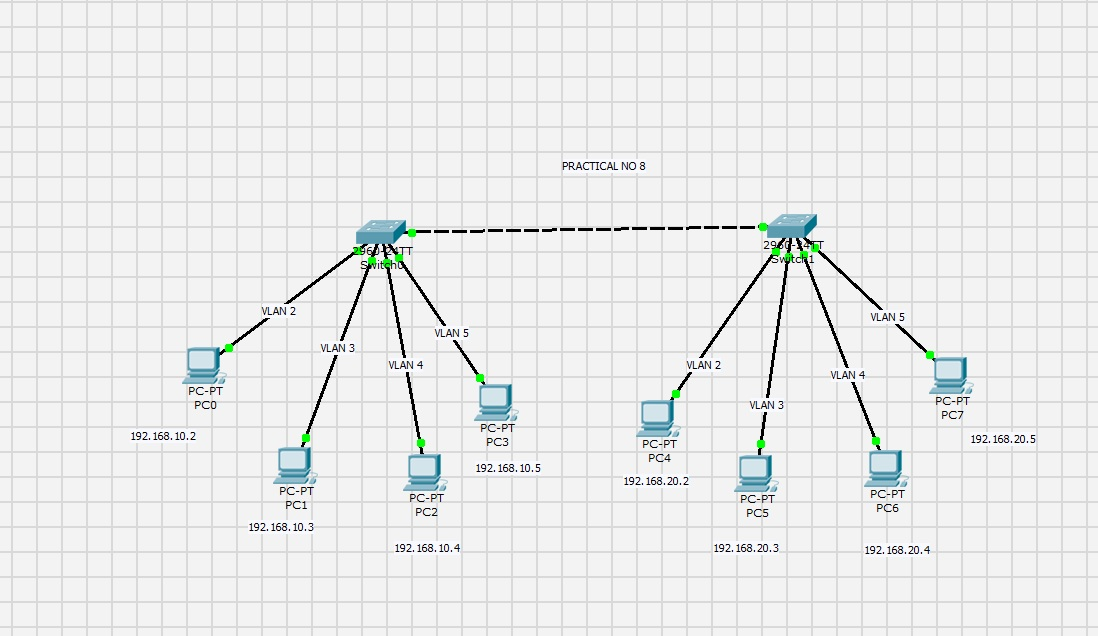 PRACTICAL NO 8
2960-24TT
Switch0
2960-24TT
Switch1
VLAN 2
VLAN 3
VLAN 4
VLAN 5
VLAN 2
VLAN 3
VLAN 4
VLAN 5
PC-PT
PC0
192.168.10.2
PC-PT
PC1
192.168.10.3
PC-PT
PC2
192.168.10.4
PC-PT
PC3
192.168.10.5
PC-PT
PC4
192.168.20.2
PC-PT
PC5
192.168.20.3
PC-PT
PC6
192.168.20.4
PC-PT
PC7
192.168.20.5